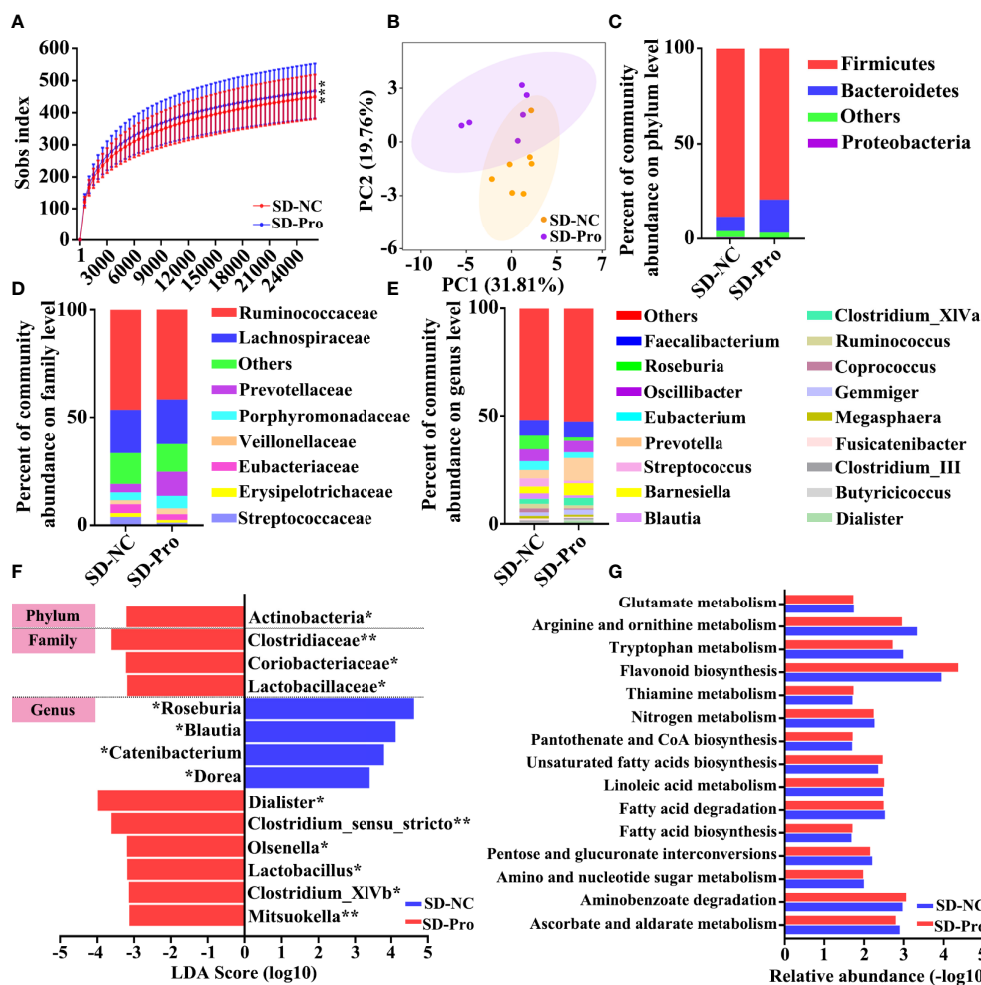 A
Sobs index
600
500
400
300
200
100
0
***
SD-NC
SD-Pro
1
3000
6000
9000
12000
15000
18000
21000
24000
B
PC2 (19.76%)
3
0
-3
-6
SD-NC
SD-Pro
-10
-5
0
7
PC1 (31.81%)
C
Percent of community
abundance on phylum level
100
50
0
SD-NC
SD-Pro
Firmicutes
Bacteroidetes
Others
Proteobacteria
D
Percent of community
abundance on family level
100
50
0
SD-NC
SD-Pro
Ruminococcaceae
Lachnospiraceae
Others
Prevotellaceae
Porphyromonadaceae
Veillonellaceae
Eubacteriaceae
Erysipelotrichaceae
Streptococcaceae
E
Percent of community
abundance on genus level
100
50
0
SD-NC
SD-Pro
Others
Faecalibacterium
Roseburia
Oscillibacter
Eubacterium
Prevotella
Streptococcus
Barnesiella
Blautia
Clostridium_XlVa
Ruminococcus
Coprococcus
Gemmiger
Megasphaera
Fusicatenibacter
Clostridium_III
Butyricicoccus
Dialister
F
Phylum
Family
Genus
Actinobacteria*
Clostridiaceae**
Coriobacteriaceae*
Lactobacillaceae*
*Roseburia
*Blautia
*Catenibacterium
*Dorea
Dialister*
Clostridium_sensu_stricto**
Olsenella*
Lactobacillus*
Clostridium_XlVb*
Mitsuokella**
SD-NC
SD-Pro
-5 -4 -3 -2 -1 0 1 2 3 4 5
LDA Score (log10)
G
Glutamate metabolism
Arginine and ornithine metabolism
Tryptophan metabolism
Flavonoid biosynthesis
Thiamine metabolism
Nitrogen metabolism
Pantothenate and CoA biosynthesis
Unsaturated fatty acids biosynthesis
Linoleic acid metabolism
Fatty acid degradation
Fatty acid biosynthesis
Pentose and glucuronate interconversions
Amino and nucleotide sugar metabolism
Aminobenzoate degradation
Ascorbate and aldarate metabolism
SD-NC
SD-Pro
0 1 2 3 4 5
Relative abundance (-log10